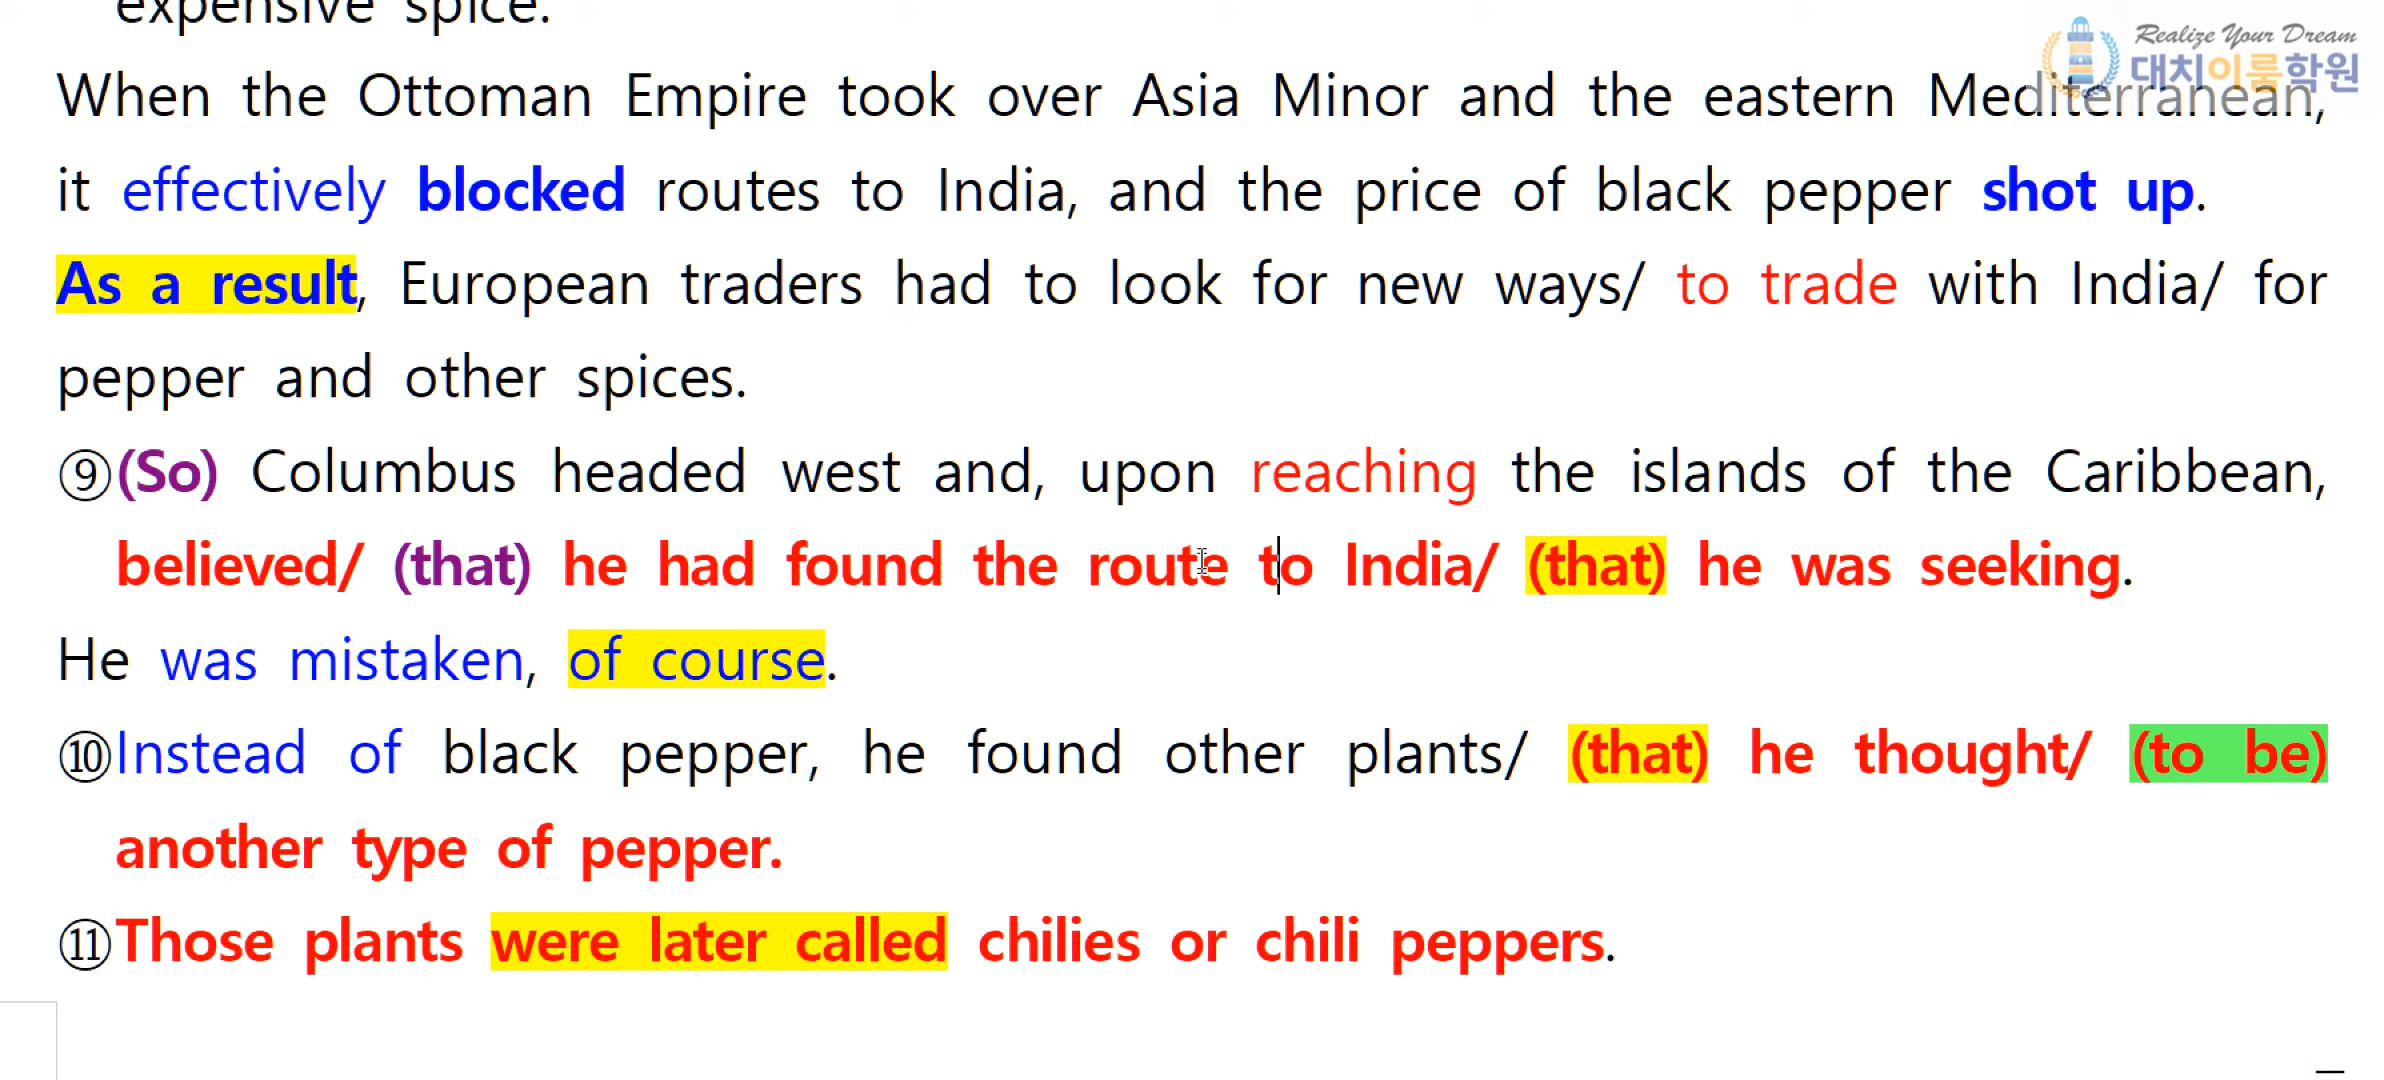 expensive spice.
Realize Your Dream
대치이룸학원
When the Ottoman Empire took over Asia Minor and the eastern Mediterranean,
it effectively blocked routes to India, and the price of black pepper shot up.
As a result, European traders had to look for new ways/ to trade with India/ for
pepper and other spices.
⑨(So) Columbus headed west and, upon reaching the islands of the Caribbean,
believed/ (that) he had found the route to India/ (that) he was seeking.
He was mistaken, of course.
⑩Instead of black pepper, he found other plants/ (that) he thought/ (to be)
another type of pepper.
⑪Those plants were later called chilies or chili peppers.